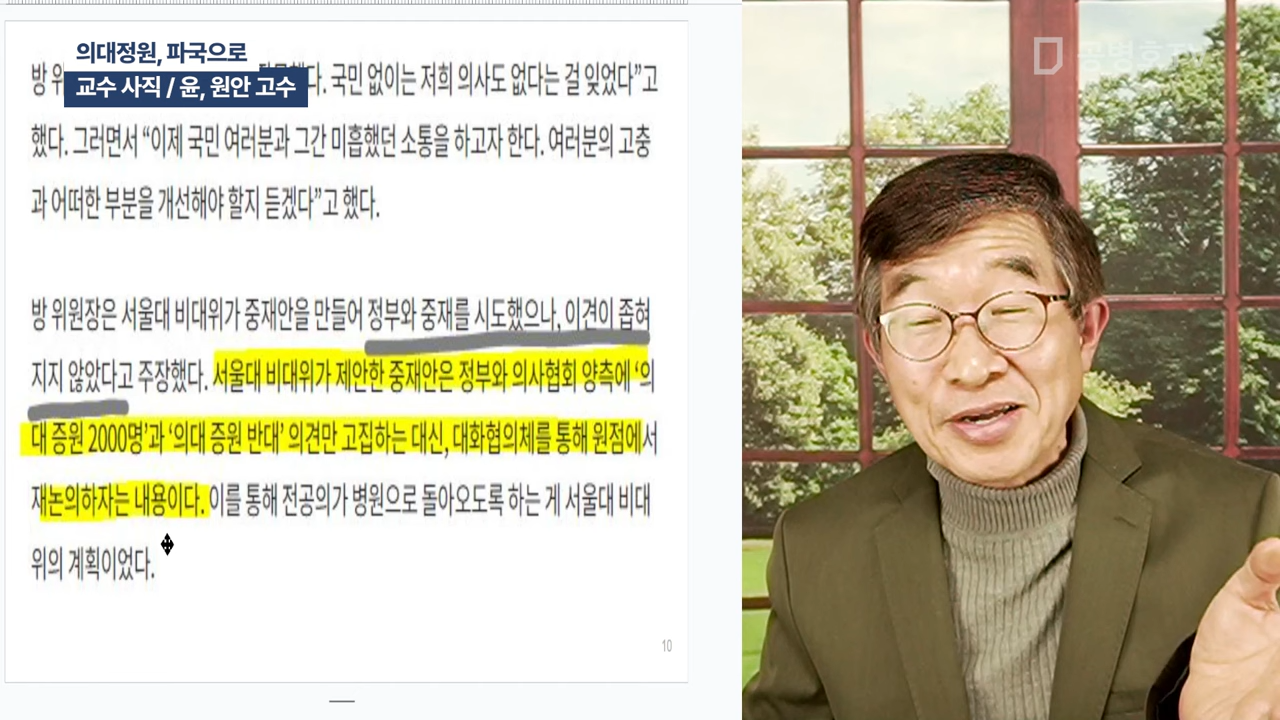 의대정원, 파국으로
교수 사직 / 윤, 원안 고수
방 위 다. 국민 없이는 저희 의사도 없다는 걸 잊었다”고
했다. 그러면서 “이제 국민 여러분과 그간 미흡했던 소통을 하고자 한다. 여러분의 고충
과 어떠한 부분을 개선해야 할지 듣겠다”고 했다.
방 위원장은 서울대 비대위가 중재안을 만들어 정부와 중재를 시도했으나, 이견이 좁혀
지지 않았다고 주장했다. 서울대 비대위가 제안한 중재안은 정부와 의사협회 양측에 ‘의
대 증원 2000명’과 ‘의대 증원 반대’ 의견만 고집하는 대신, 대화협의체를 통해 원점에서
재논의하자는 내용이다. 이를 통해 전공의가 병원으로 돌아오도록 하는 게 서울대 비대
위의 계획이었다.
10
공병호TV